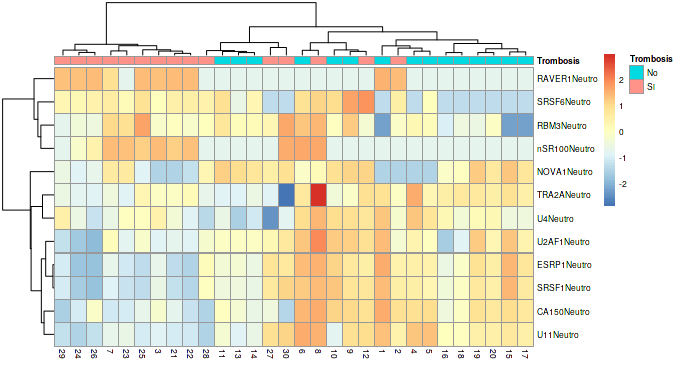 Trombosis
Trombosis
No
SI
RAVER1Neutro
SRSF6Neutro
RBM3Neutro
nSR100Neutro
NOVA1Neutro
TRA2ANeutro
U4Neutro
U2AF1Neutro
ESRP1Neutro
SRSF1Neutro
CA150Neutro
U11Neutro
2
1
0
-1
-2
29 24 26 7 23 25 3 21 22 28 11 13 14 27 30 6 8 10 9 12 1 2 4 5 16 18 19 20 15 17